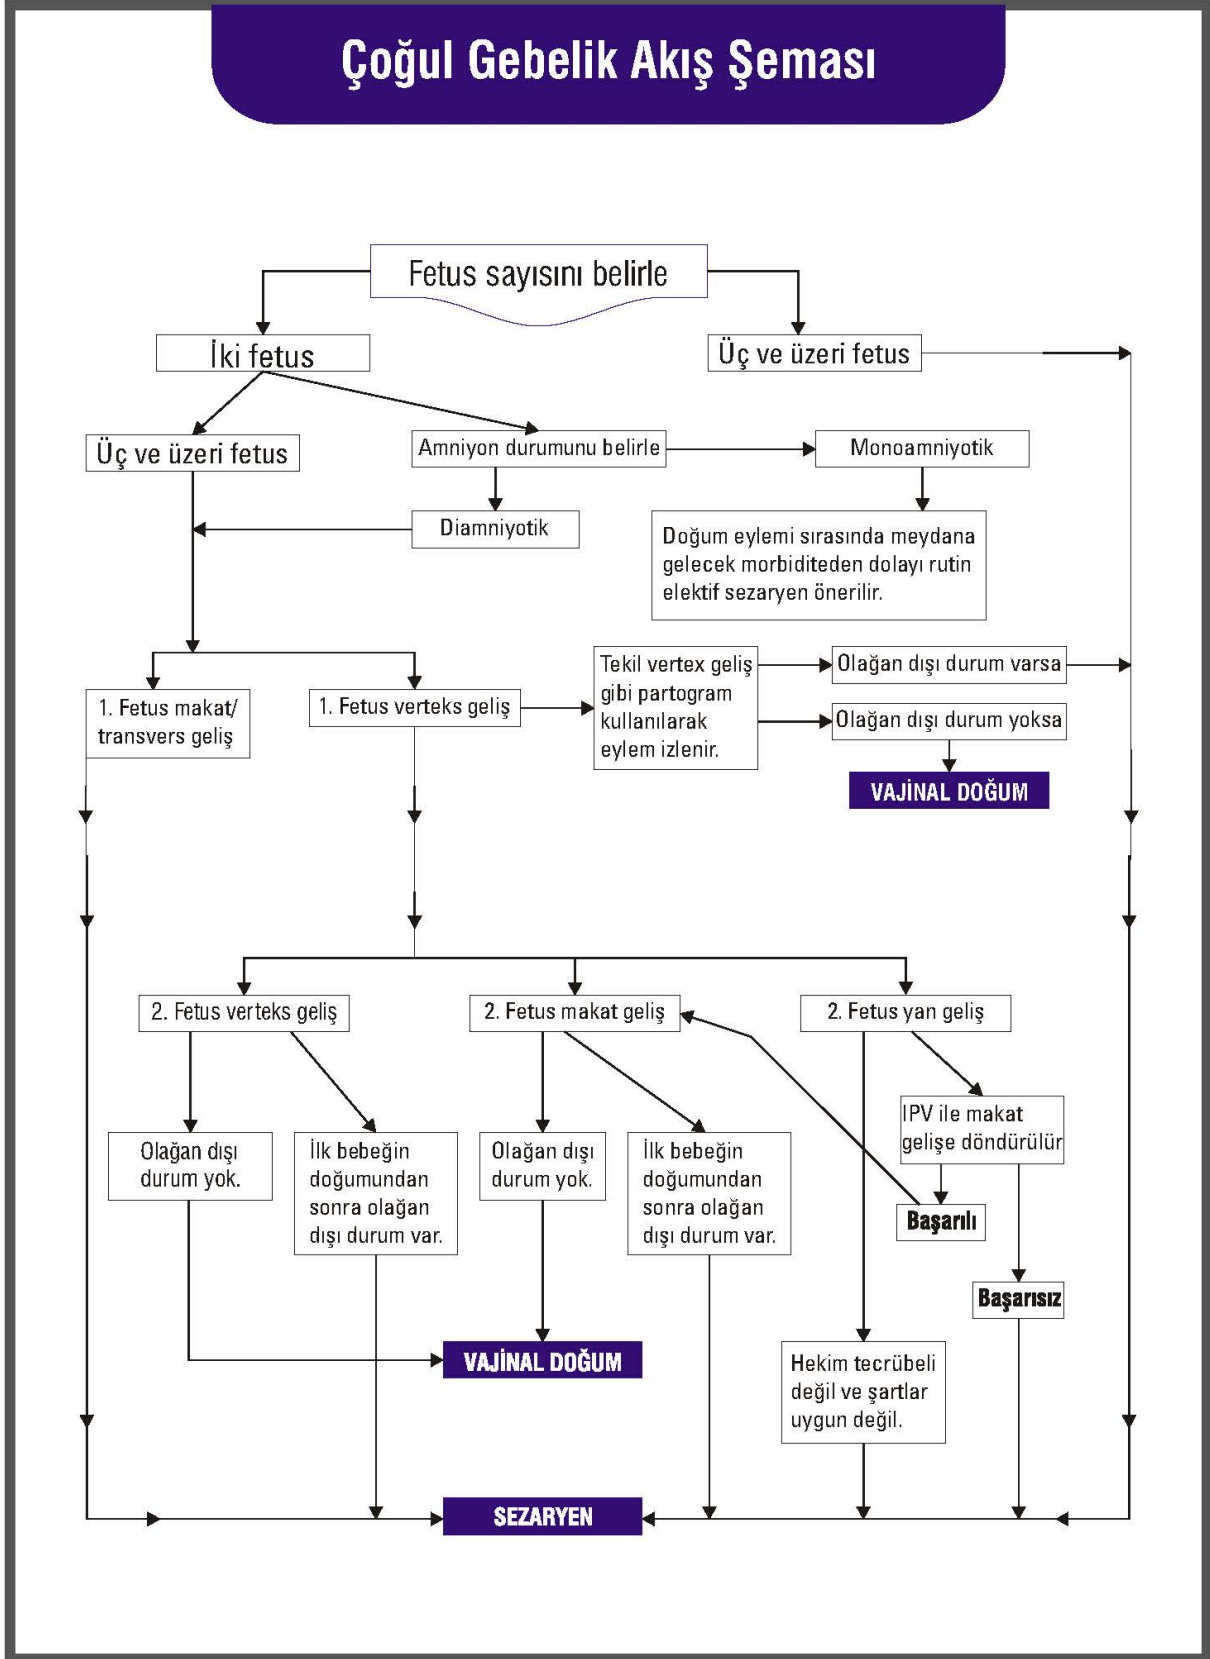 Çoğul Gebelik Akış Şeması
Fetus sayısını belirle
İki fetus
Üç ve üzeri fetus
Üç ve üzeri fetus
Amniyon durumunu belirle
Monoamniyotik
Diamniyotik
Doğum eylemi sırasında meydana
gelecek morbiditeden dolayı rutin
elektif sezaryen önerilir.
1. Fetus makat/
transvers geliş
1. Fetus verteks geliş
Tekil vertex geliş
gibi partogram
kullanılarak
eylem izlenir.
Olağan dışı durum varsa
Olağan dışı durum yoksa
VAJİNAL DOĞUM
2. Fetus verteks geliş
2. Fetus makat geliş
2. Fetus yan geliş
Olağan dışı
durum yok.
İlk bebeğin
doğumundan
sonra olağan
dışı durum var.
Olağan dışı
durum yok.
İlk bebeğin
doğumundan
sonra olağan
dışı durum var.
IPV ile makat
gelişe döndürülür
Başarılı
Başarısız
Hekim tecrübeli
değil ve şartlar
uygun değil.
VAJİNAL DOĞUM
SEZARYEN